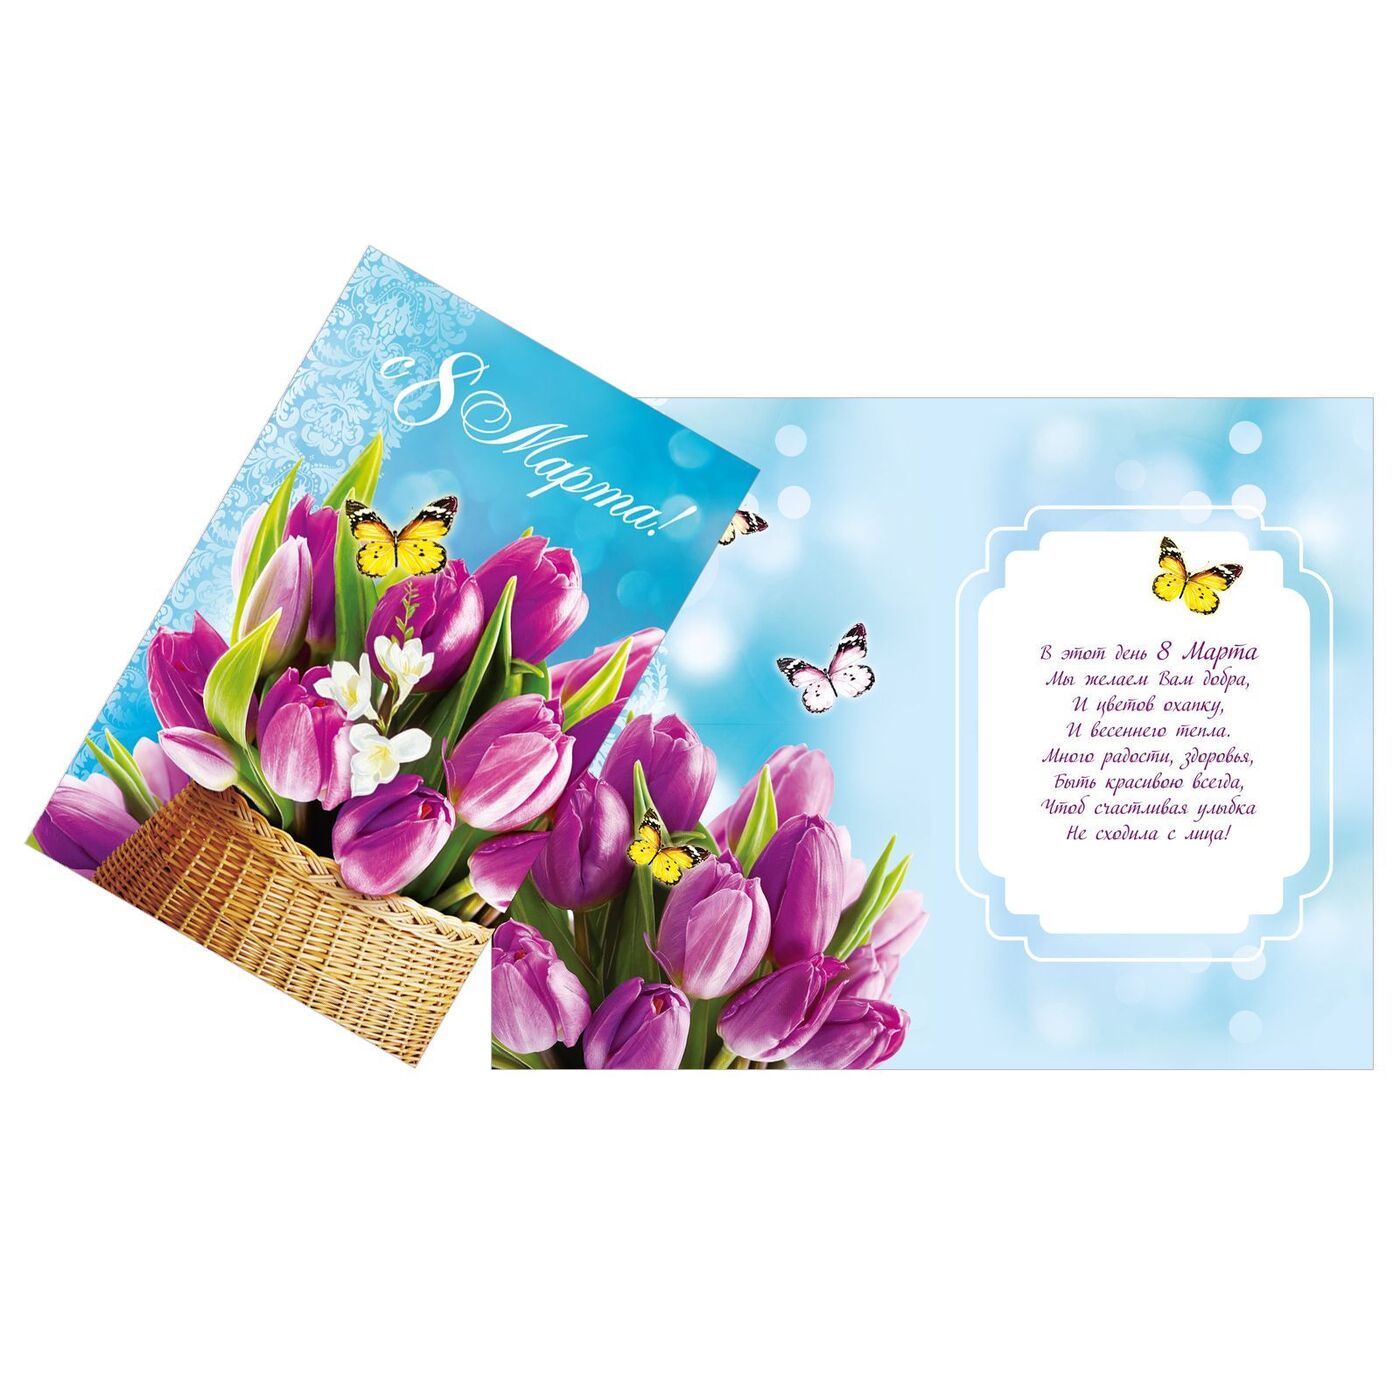 с 8 Марта!
В этот день 8 Марта
Мы желаем Вам добра,
И цветов охапку,
И весеннего тепла.
Много радости, здоровья,
Быть красивою всегда,
Чтоб счастливая улыбка
Не сходила с лица!